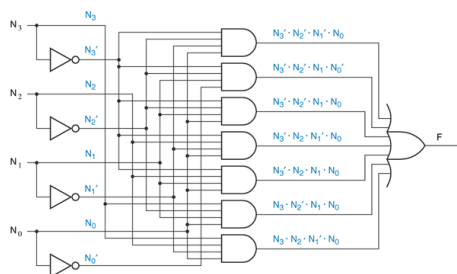 N₃ N₃
N₃′ · N₂′ · N₁′ · N₀
N₃′
N₃′ · N₂′ · N₁ · N₀′
N₂ N₂
N₃′ · N₂′ · N₁ · N₀
N₂′
N₃′ · N₂ · N₁′ · N₀
F
N₁ N₁
N₃′ · N₂ · N₁ · N₀
N₁′
N₃ · N₂′ · N₁ · N₀
N₀ N₀
N₃ · N₂ · N₁′ · N₀
N₀′